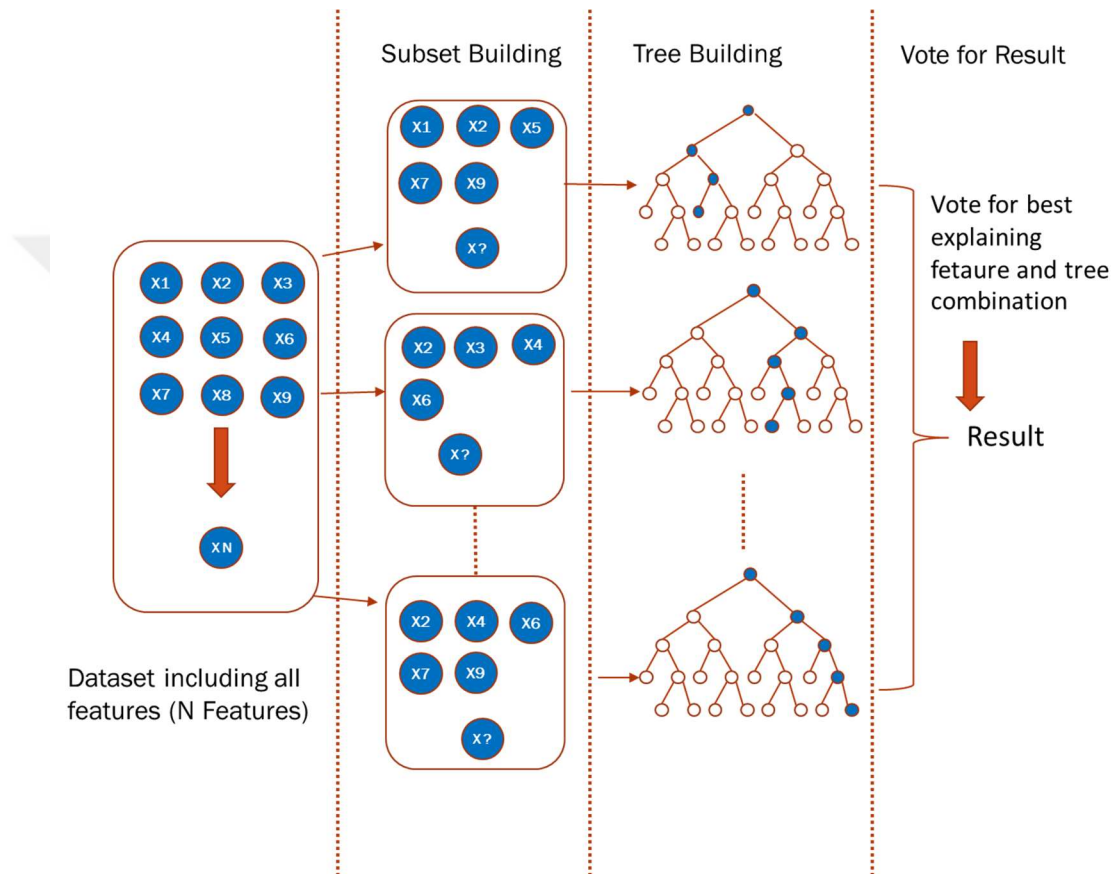 Subset Building
Tree Building
Vote for Result
X1 X2 X3
X4 X5 X6
X7 X8 X9
XN
Dataset including all
features (N Features)
X1 X2 X5
X7 X9
X?
X2 X3 X4
X6
X?
X2 X4 X6
X7 X9
X?
Vote for best
explaining
fetaure and tree
combination
Result